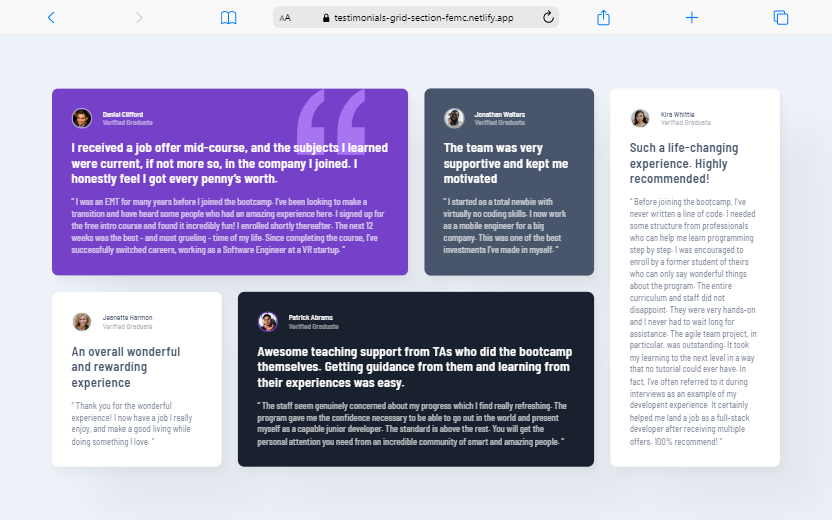 AA testimonials-grid-section-femc.netlify.app
Daniel Clifford
Verified Graduate
I received a job offer mid-course, and the subjects I learned
were current, if not more so, in the company I joined. I
honestly feel I got every penny's worth.
" I was an EMT for many years before I joined the bootcamp. I've been looking to make a
transition and have heard some people who had an amazing experience here. I signed up for
the free intro course and found it incredibly fun! I enrolled shortly thereafter. The next 12
weeks was the best - and most grueling - time of my life. Since completing the course, I've
successfully switched careers, working as a Software Engineer at a VR startup. "
Jonathan Walters
Verified Graduate
The team was very
supportive and kept me
motivated
" I started as a total newbie with
virtually no coding skills. I now work
as a mobile engineer for a big
company. This was one of the best
investments I've made in myself. "
Kira Whittle
Verified Graduate
Such a life-changing
experience. Highly
recommended!
" Before joining the bootcamp, I've
never written a line of code. I needed
some structure from professionals
who can help me learn programming
step by step. I was encouraged to
enroll by a former student of theirs
who can only say wonderful things
about the program. The entire
curriculum and staff did not
disappoint. They were very hands-on
and I never had to wait long for
assistance. The agile team project, in
particular, was outstanding. It took
my learning to the next level in a way
that no tutorial could ever have. In
fact, I've often referred to it during
interviews as an example of my
developent experience. It certainly
helped me land a job as a full-stack
developer after receiving multiple
offers. 100% recommend! "
Jeanette Harmon
Verified Graduate
An overall wonderful
and rewarding
experience
" Thank you for the wonderful
experience! I now have a job I really
enjoy, and make a good living while
doing something I love. "
Patrick Abrams
Verified Graduate
Awesome teaching support from TAs who did the bootcamp
themselves. Getting guidance from them and learning from
their experiences was easy.
" The staff seem genuinely concerned about my progress which I find really refreshing. The
program gave me the confidence necessary to be able to go out in the world and present
myself as a capable junior developer. The standard is above the rest. You will get the
personal attention you need from an incredible community of smart and amazing people. "